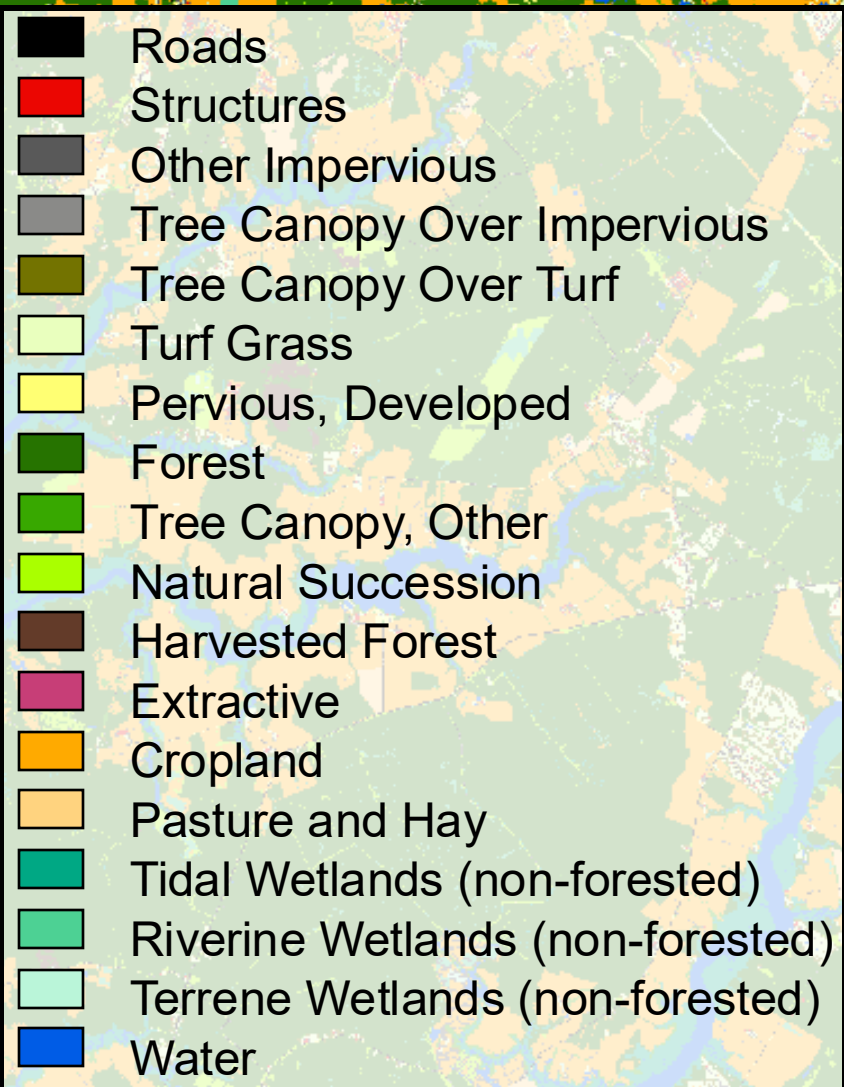 Roads
Structures
Other Impervious
Tree Canopy Over Impervious
Tree Canopy Over Turf
Turf Grass
Pervious, Developed
Forest
Tree Canopy, Other
Natural Succession
Harvested Forest
Extractive
Cropland
Pasture and Hay
Tidal Wetlands (non-forested)
Riverine Wetlands (non-forested)
Terrene Wetlands (non-forested)
Water